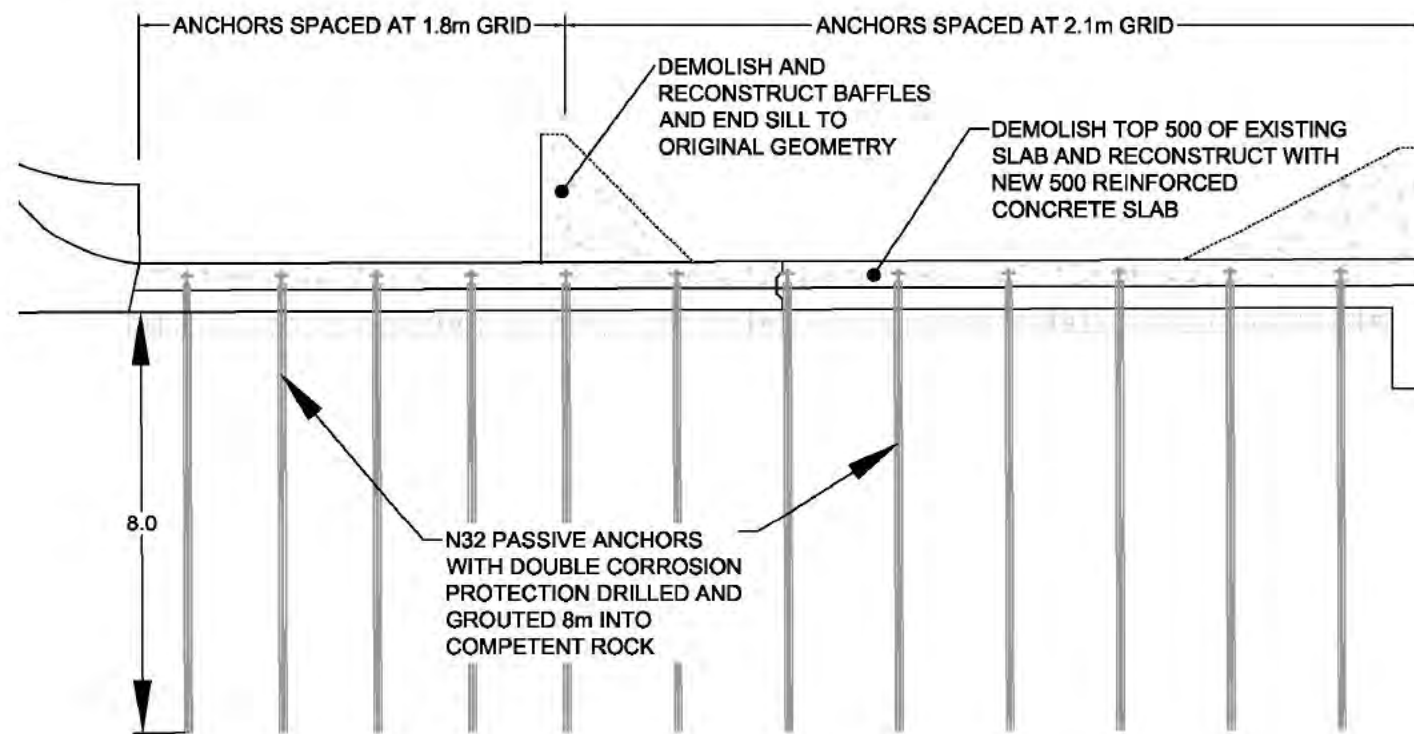 ANCHORS SPACED AT 1.8m GRID
ANCHORS SPACED AT 2.1m GRID
DEMOLISH AND
RECONSTRUCT BAFFLES
AND END SILL TO
ORIGINAL GEOMETRY
DEMOLISH TOP 500 OF EXISTING
SLAB AND RECONSTRUCT WITH
NEW 500 REINFORCED
CONCRETE SLAB
8.0
N32 PASSIVE ANCHORS
WITH DOUBLE CORROSION
PROTECTION DRILLED AND
GROUTED 8m INTO
COMPETENT ROCK